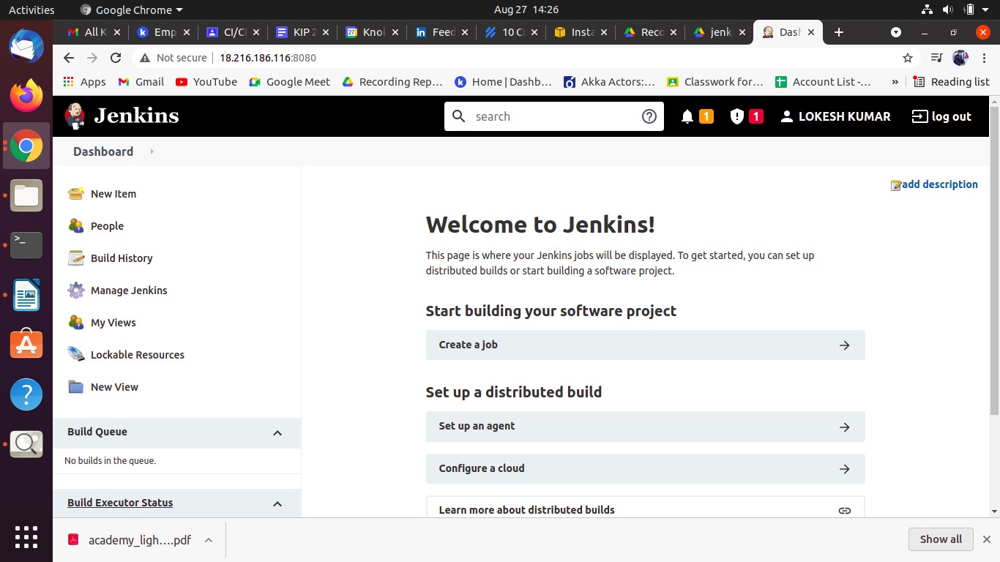 Activities Google Chrome Aug 27 14:26
All K Emp CI/CI KIP 2 Knol Feed 10 Cu Insta Reco jenk Dash
Not secure 18.216.186.116:8080
Apps Gmail YouTube Google Meet Recording Rep... Home | Dashb... Akka Actors:... Classwork for... Account List -... » Reading list
Jenkins search 1 1 LOKESH KUMAR log out
Dashboard
add description
New Item
People
Build History
Manage Jenkins
My Views
Lockable Resources
New View
Build Queue
No builds in the queue.
Build Executor Status
Welcome to Jenkins!
This page is where your Jenkins jobs will be displayed. To get started, you can set up
distributed builds or start building a software project.
Start building your software project
Create a job
Set up a distributed build
Set up an agent
Configure a cloud
Learn more about distributed builds
academy_ligh....pdf Show all